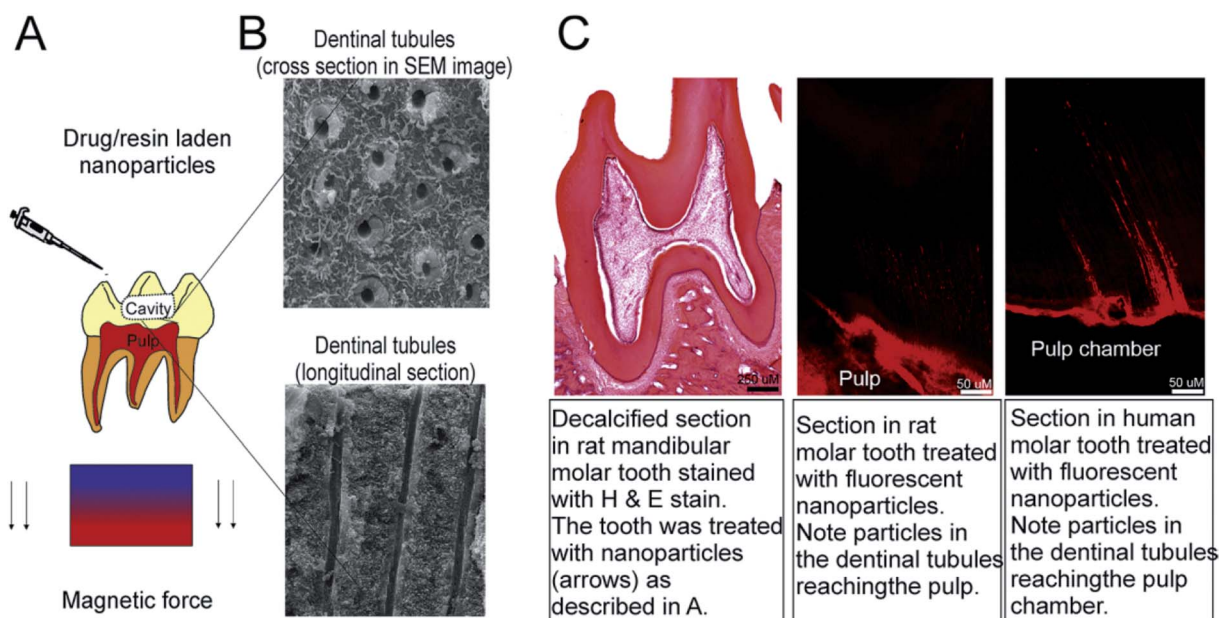 A
B
C
Dentinal tubules
(cross section in SEM image)
Drug/resin laden
nanoparticles
Cavity
Pulp
Dentinal tubules
(longitudinal section)
Magnetic force
250 uM
Pulp
50 uM
Pulp chamber
50 uM
Decalcified section
in rat mandibular
molar tooth stained
with H & E stain.
The tooth was treated
with nanoparticles
(arrows) as
described in A.
Section in rat
molar tooth treated
with fluorescent
nanoparticles.
Note particles in
the dentinal tubules
reachingthe pulp.
Section in human
molar tooth treated
with fluorescent
nanoparticles.
Note particles in
the dentinal tubules
reachingthe pulp
chamber.